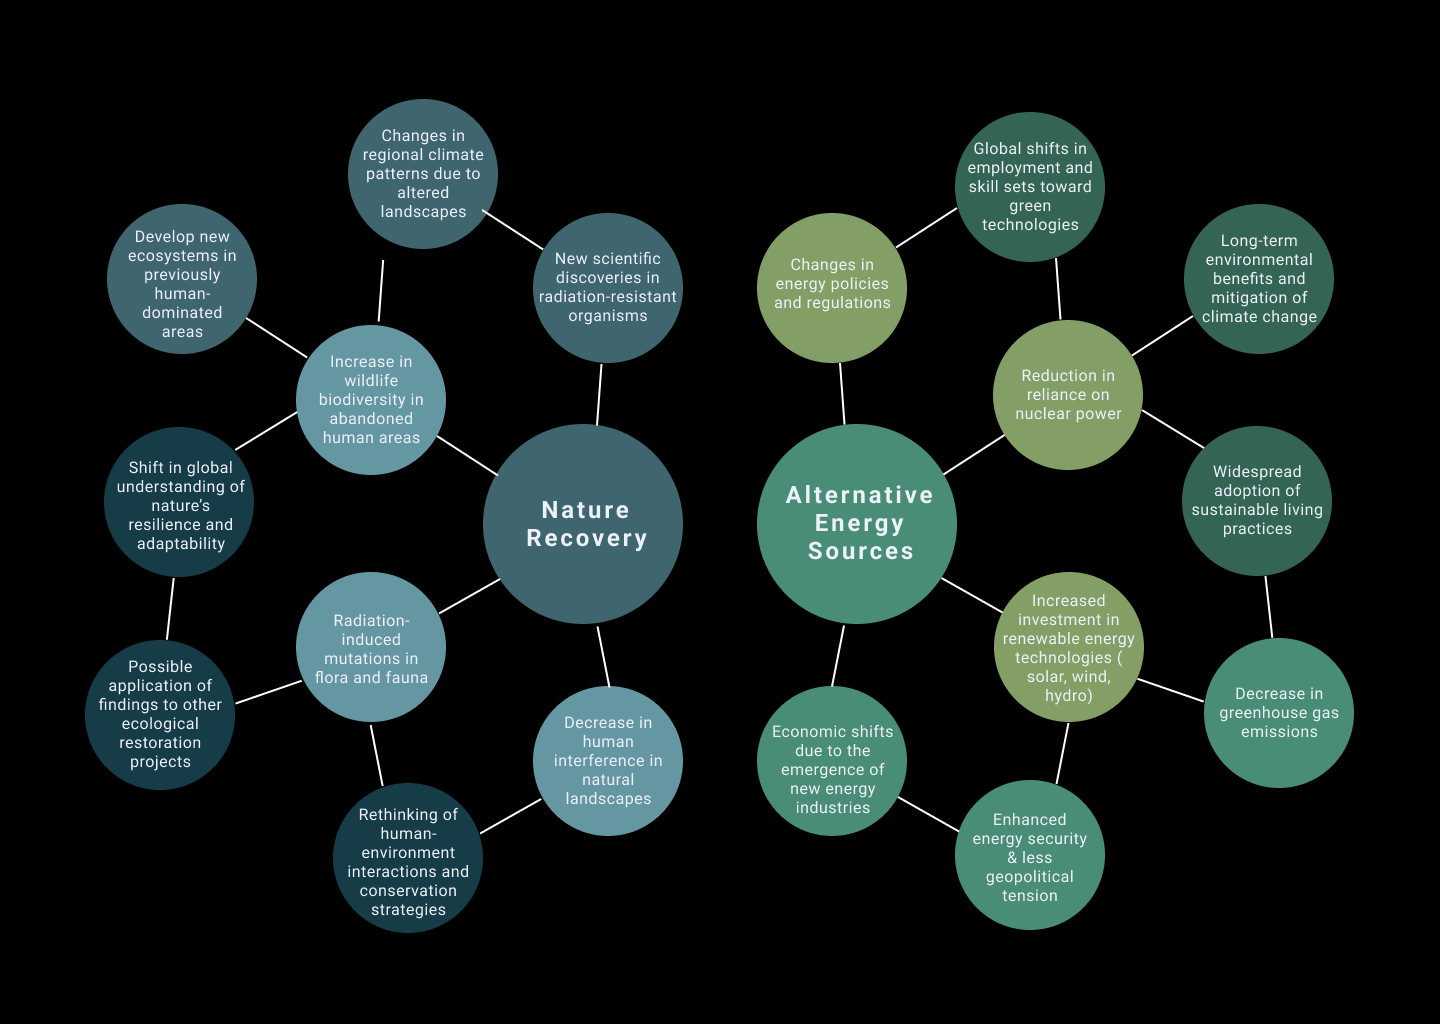 Changes in
regional climate
patterns due to
altered
landscapes
Develop new
ecosystems in
previously
human-
dominated
areas
New scientific
discoveries in
radiation-resistant
organisms
Increase in
wildlife
biodiversity in
abandoned
human areas
Shift in global
understanding of
nature’s
resilience and
adaptability
Nature
Recovery
Radiation-
induced
mutations in
flora and fauna
Possible
application of
findings to other
ecological
restoration
projects
Decrease in
human
interference in
natural
landscapes
Rethinking of
human-
environment
interactions and
conservation
strategies
Global shifts in
employment and
skill sets toward
green
technologies
Changes in
energy policies
and regulations
Long-term
environmental
benefits and
mitigation of
climate change
Reduction in
reliance on
nuclear power
Widespread
adoption of
sustainable living
practices
Alternative
Energy
Sources
Increased
investment in
renewable energy
technologies (
solar, wind,
hydro)
Decrease in
greenhouse gas
emissions
Economic shifts
due to the
emergence of
new energy
industries
Enhanced
energy security
& less
geopolitical
tension